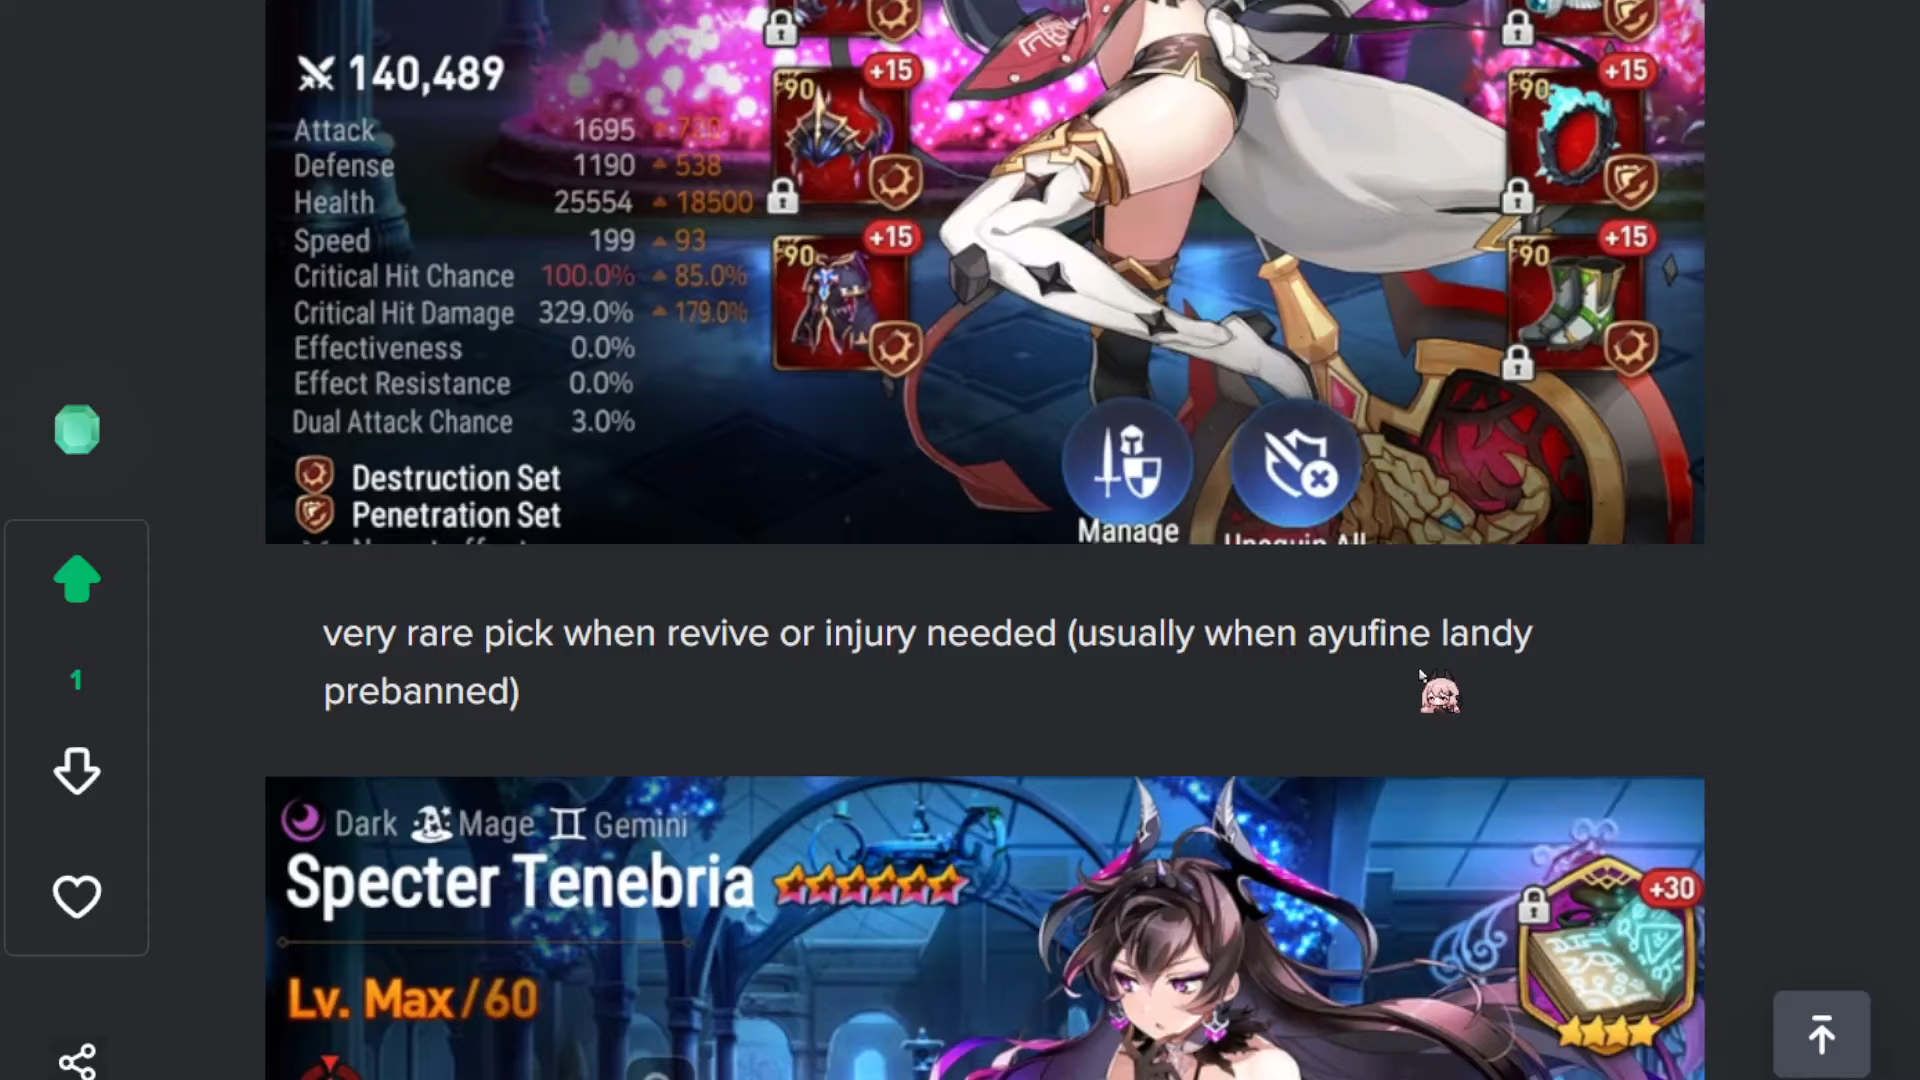 140,489
Attack 1695 730
Defense 1190 538
Health 25554 18500
Speed 199 93
Critical Hit Chance 100.0% 85.0%
Critical Hit Damage 329.0% 179.0%
Effectiveness 0.0%
Effect Resistance 0.0%
Dual Attack Chance 3.0%
Destruction Set
Penetration Set
90 +15
90 +15
90 +15
90 +15
Manage
Unequip All
1
very rare pick when revive or injury needed (usually when ayufine landy
prebanned)
Dark Mage Gemini
Specter Tenebria
Lv. Max/60
+30